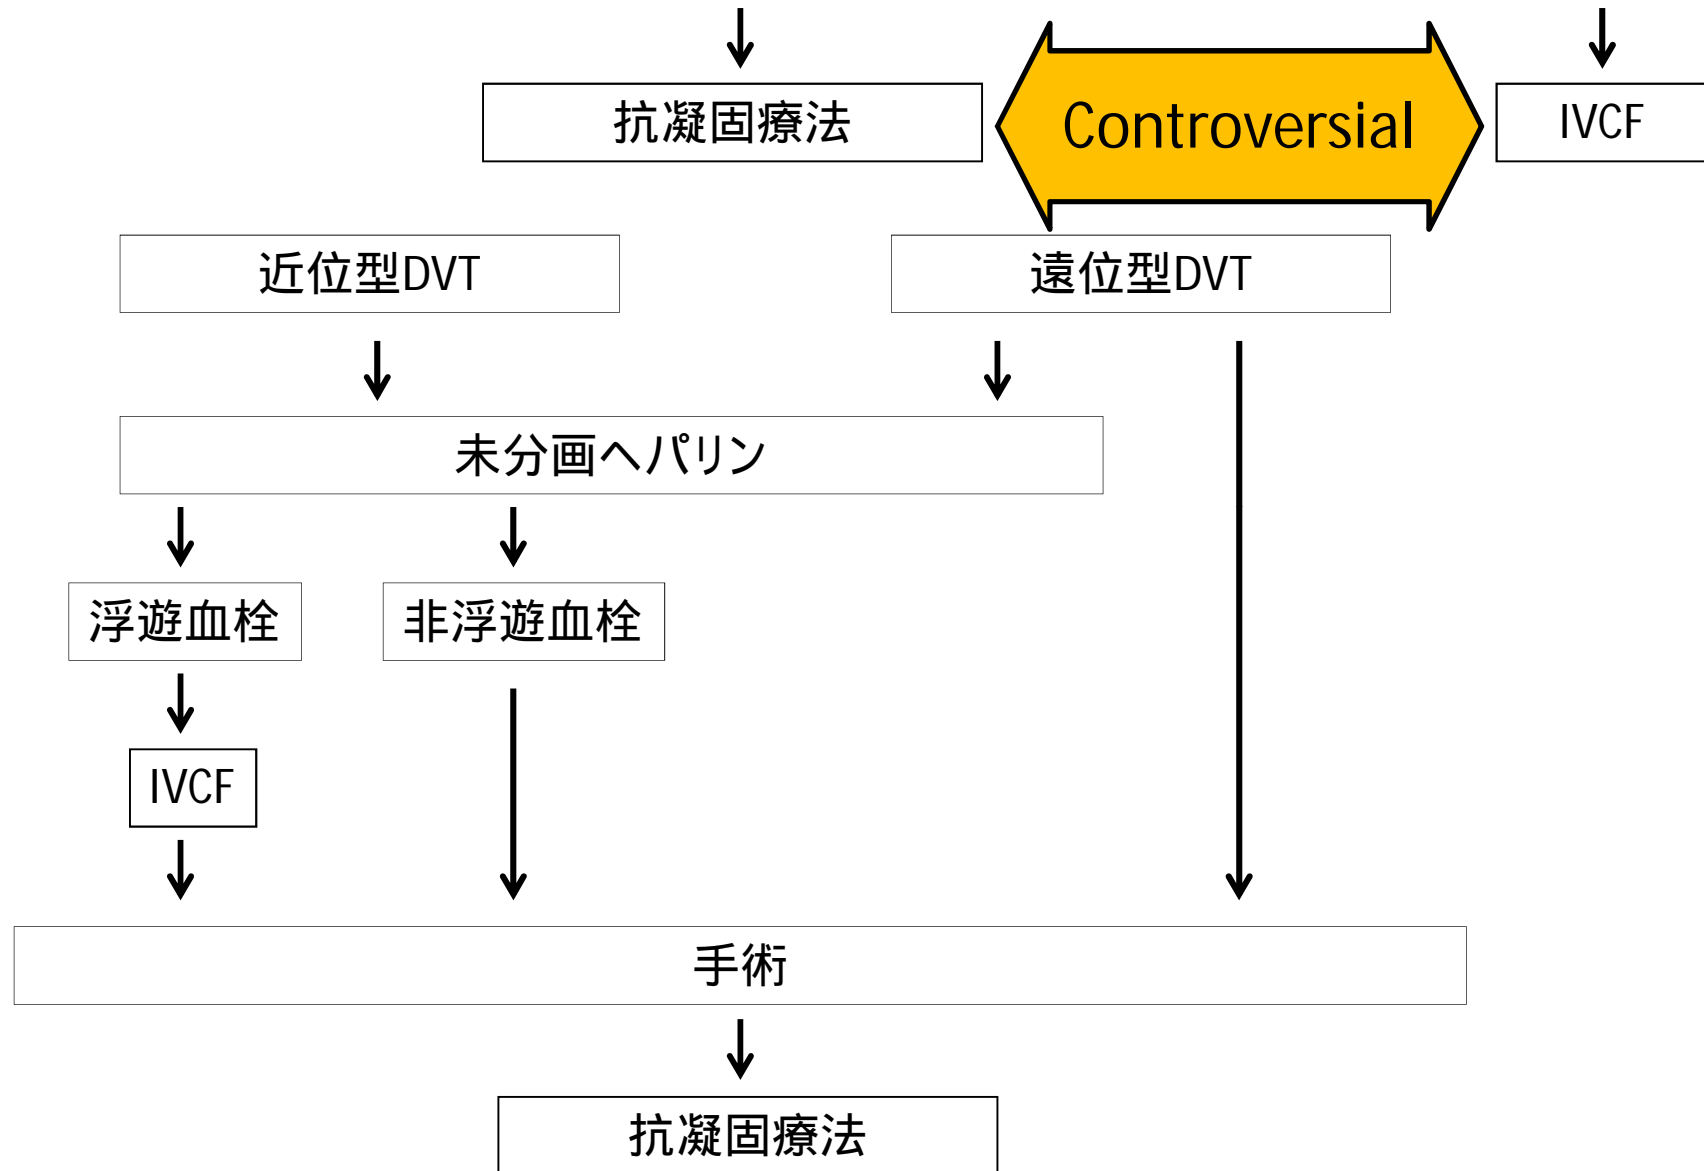 抗凝固療法
Controversial
IVCF
近位型DVT
遠位型DVT
未分画ヘパリン
浮遊血栓
非浮遊血栓
IVCF
手術
抗凝固療法